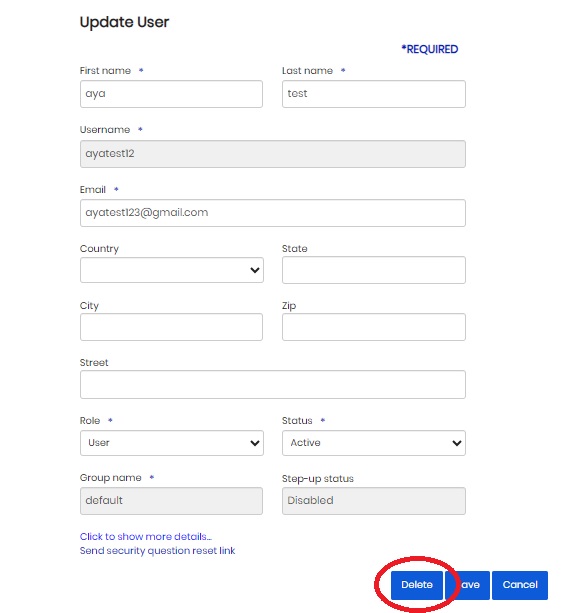 Update User
*REQUIRED
First name *
Last name *
aya
test
Username *
ayatest12
Email *
ayatest123@gmail.com
Country
State
City
Zip
Street
Role *
Status *
User
Active
Group name *
Step-up status
default
Disabled
Click to show more details...
Send security question reset link
Delete
ave
Cancel